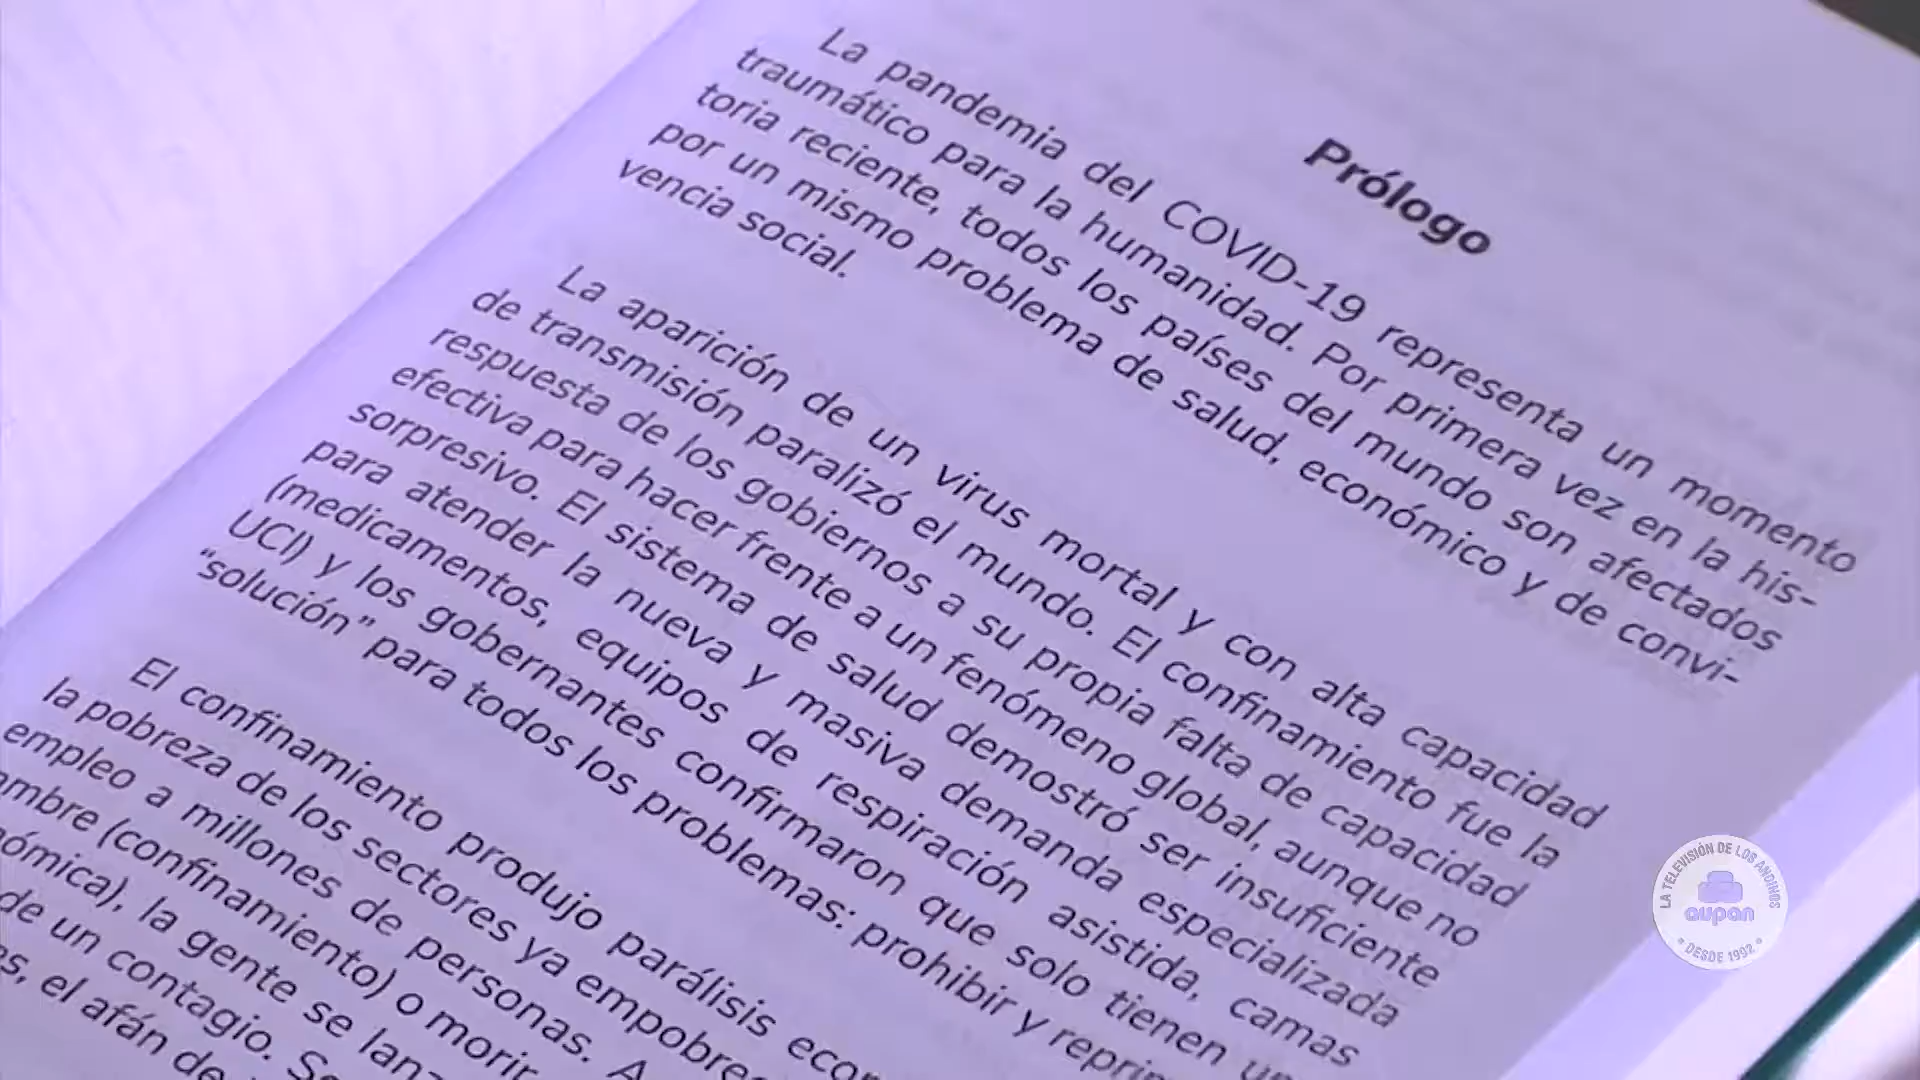 Prólogo
La pandemia del COVID-19 representa un momento
traumático para la humanidad. Por primera vez en la his-
toria reciente, todos los países del mundo son afectados
por un mismo problema de salud, económico y de convi-
vencia social.
La aparición de un virus mortal y con alta capacidad
de transmisión paralizó el mundo. El confinamiento fue la
respuesta de los gobiernos a su propia falta de capacidad
efectiva para hacer frente a un fenómeno global, aunque no
sorpresivo. El sistema de salud demostró ser insuficiente
para atender la nueva y masiva demanda especializada
(medicamentos, equipos de respiración asistida, camas
UCI) y los gobernantes confirmaron que solo tienen
"solución" para todos los problemas: prohibir y
El confinamiento produjo parálisis
la pobreza de los sectores ya
empleo a millones de personas.
(confinamiento) o morir
la gente se
de un contagio.
el afán de
LA TELEVISIÓN DE LOS ANDINOS
aupan
DESDE 1992